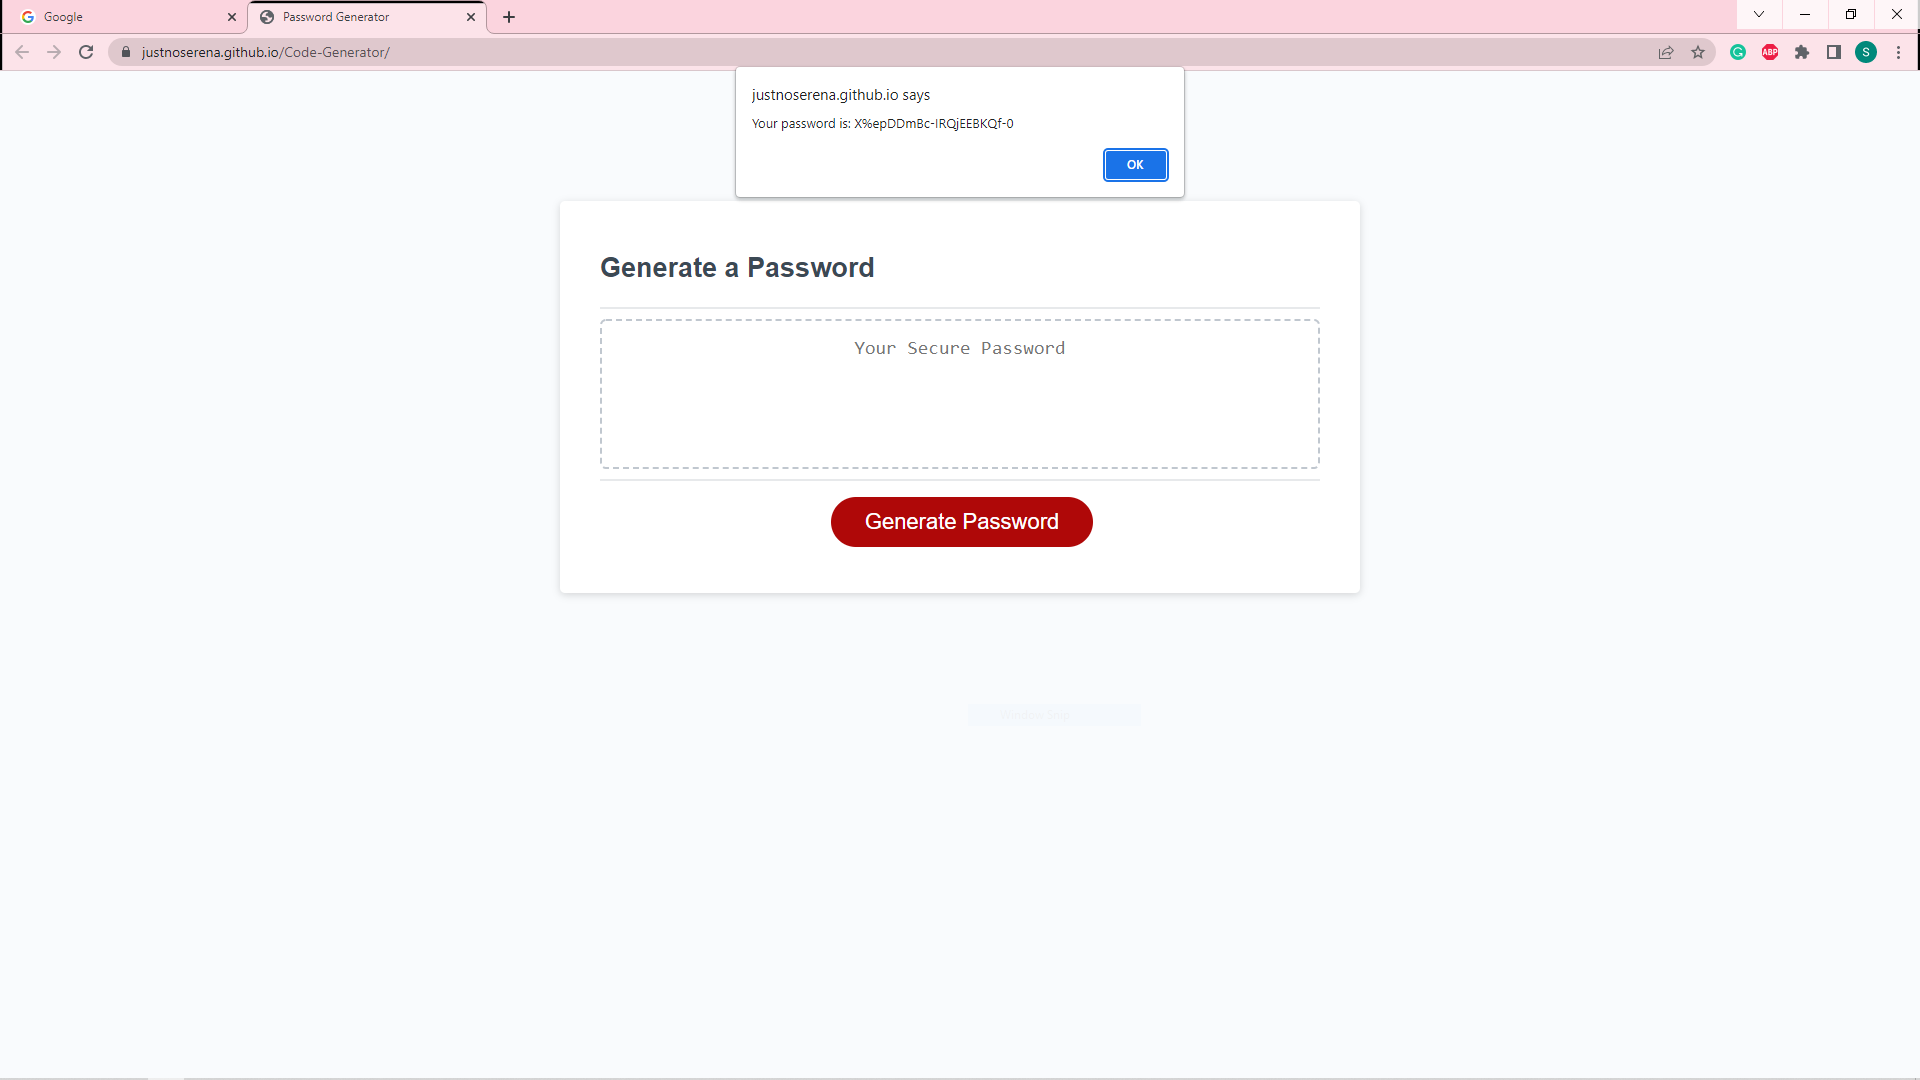 Google
Password Generator
justnoserena.github.io/Code-Generator/
ABP
S
justnoserena.github.io says
Your password is: X%epDDmBc-IRQjEEBKQf-0
OK
Generate a Password
Your Secure Password
Generate Password